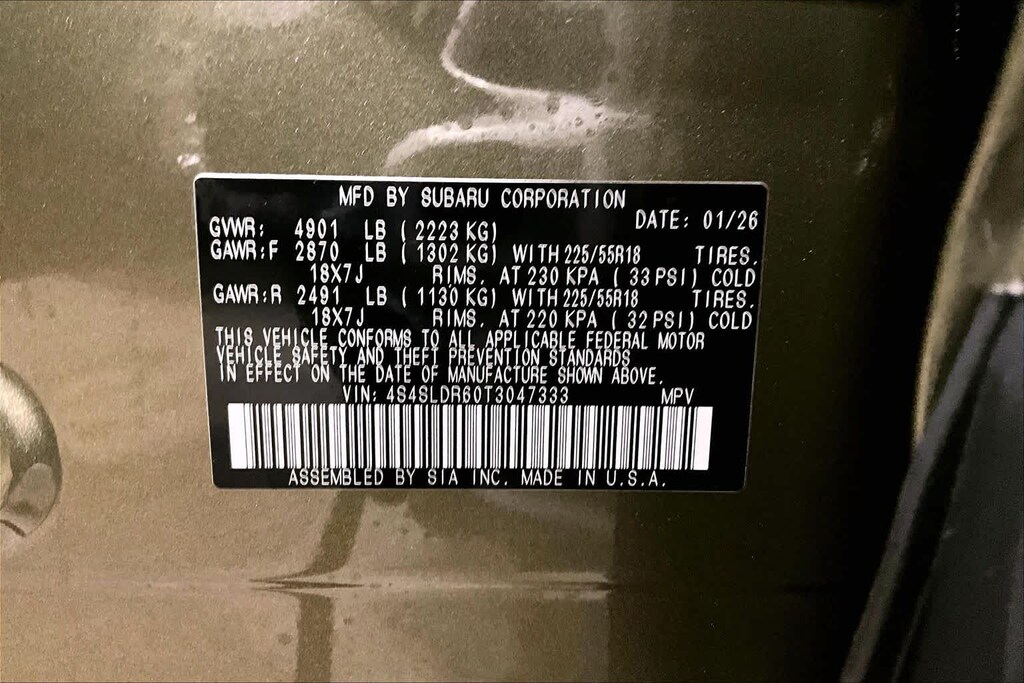 MFD BY SUBARU CORPORATION
DATE: 01/26
GVWR: 4901 LB ( 2223 KG)
GAWR:F 2870 LB ( 1302 KG) WITH 225/55R18 TIRES.
18X7J RIMS. AT 230 KPA ( 33 PSI) COLD
GAWR:R 2491 LB ( 1130 KG) WITH 225/55R18 TIRES.
18X7J RIMS. AT 220 KPA ( 32 PSI) COLD
THIS VEHICLE CONFORMS TO ALL APPLICABLE FEDERAL MOTOR
VEHICLE SAFETY AND THEFT PREVENTION STANDARDS
IN EFFECT ON THE DATE OF MANUFACTURE SHOWN ABOVE.
VIN: 4S4SLDR60T3047333 MPV
ASSEMBLED BY SIA INC. MADE IN U.S.A.